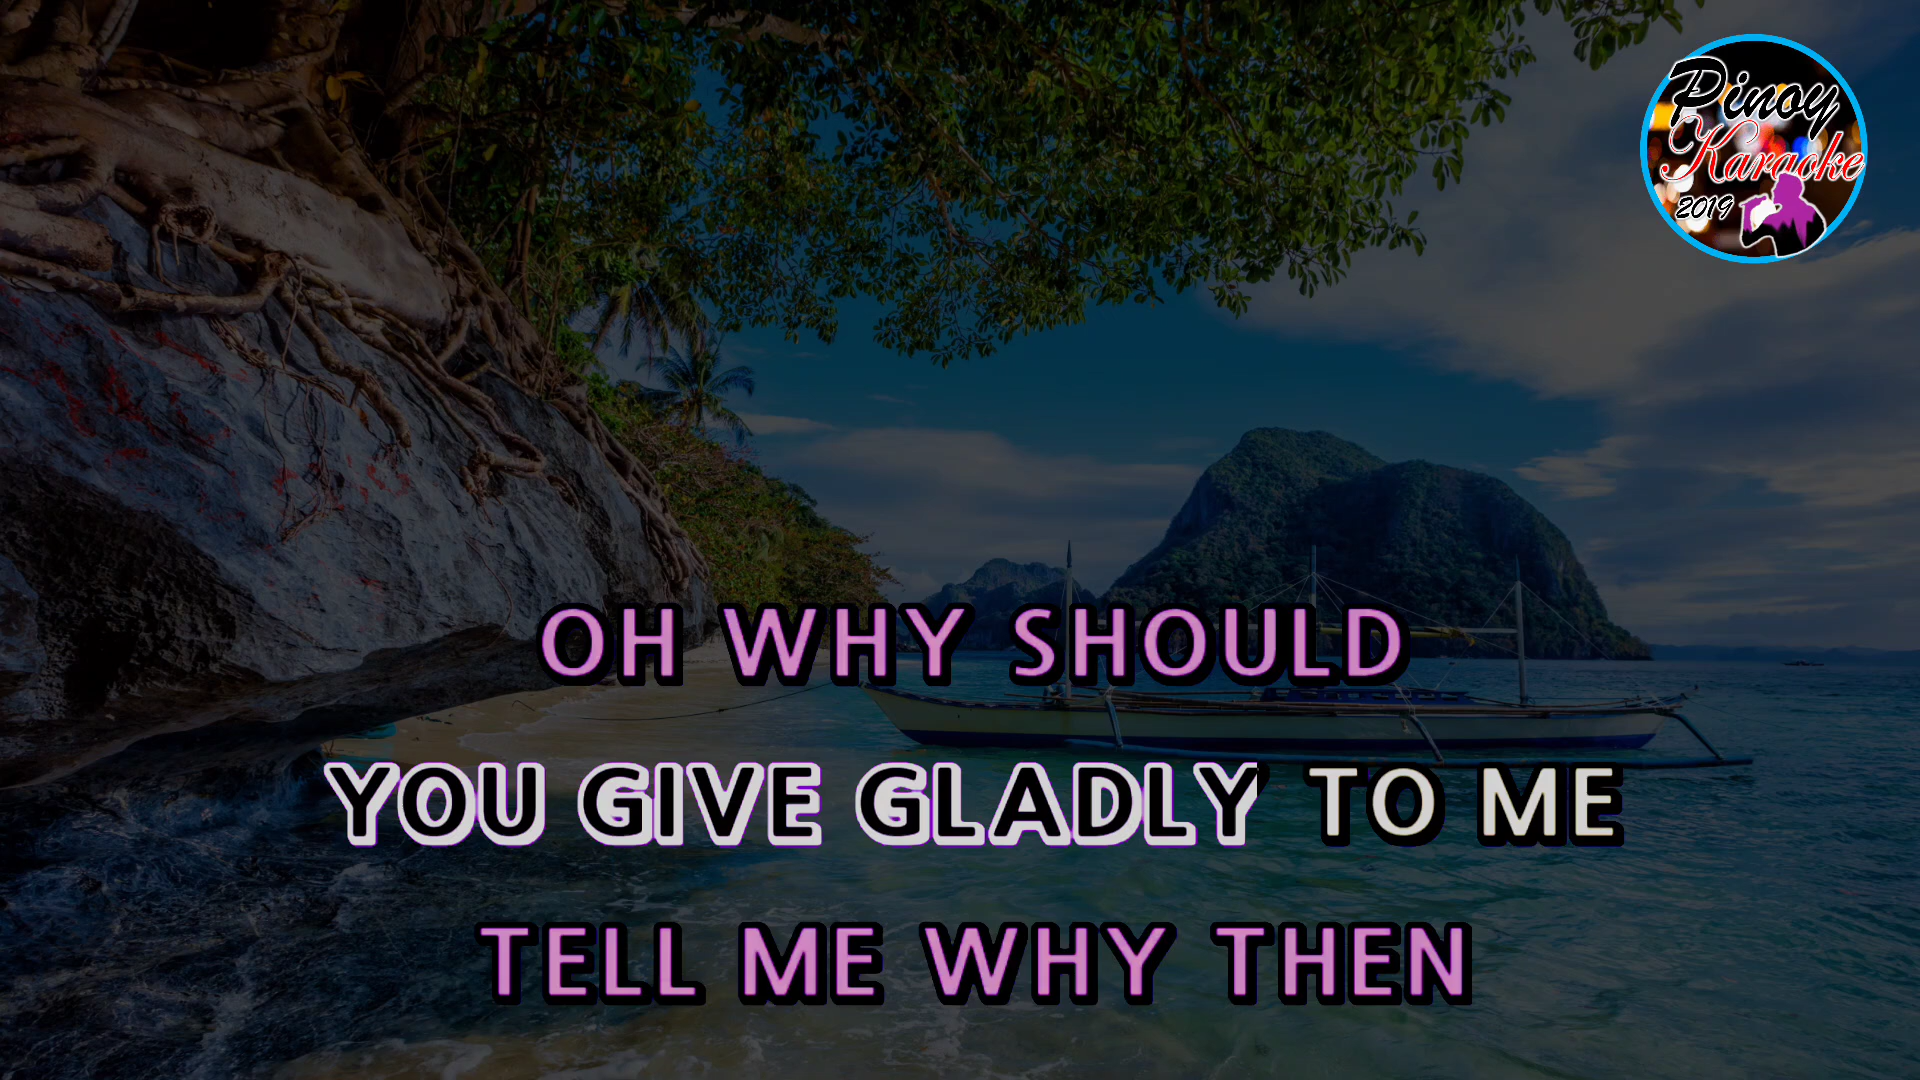 Pinoy
Karaoke
2019
OH WHY SHOULD
YOU GIVE GLADLY TO ME
TELL ME WHY THEN